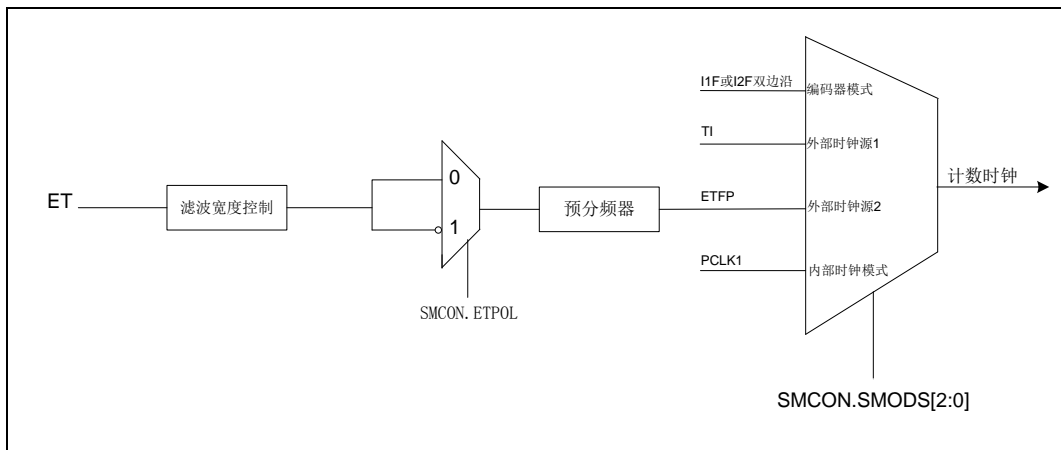 I1F或I2F双边沿
编码器模式
TI
外部时钟源1
计数时钟
0
ET
滤波宽度控制
预分频器
ETFP
外部时钟源2
1
PCLK1
内部时钟模式
SMCON. ETPOL
SMCON.SMODS[2:0]